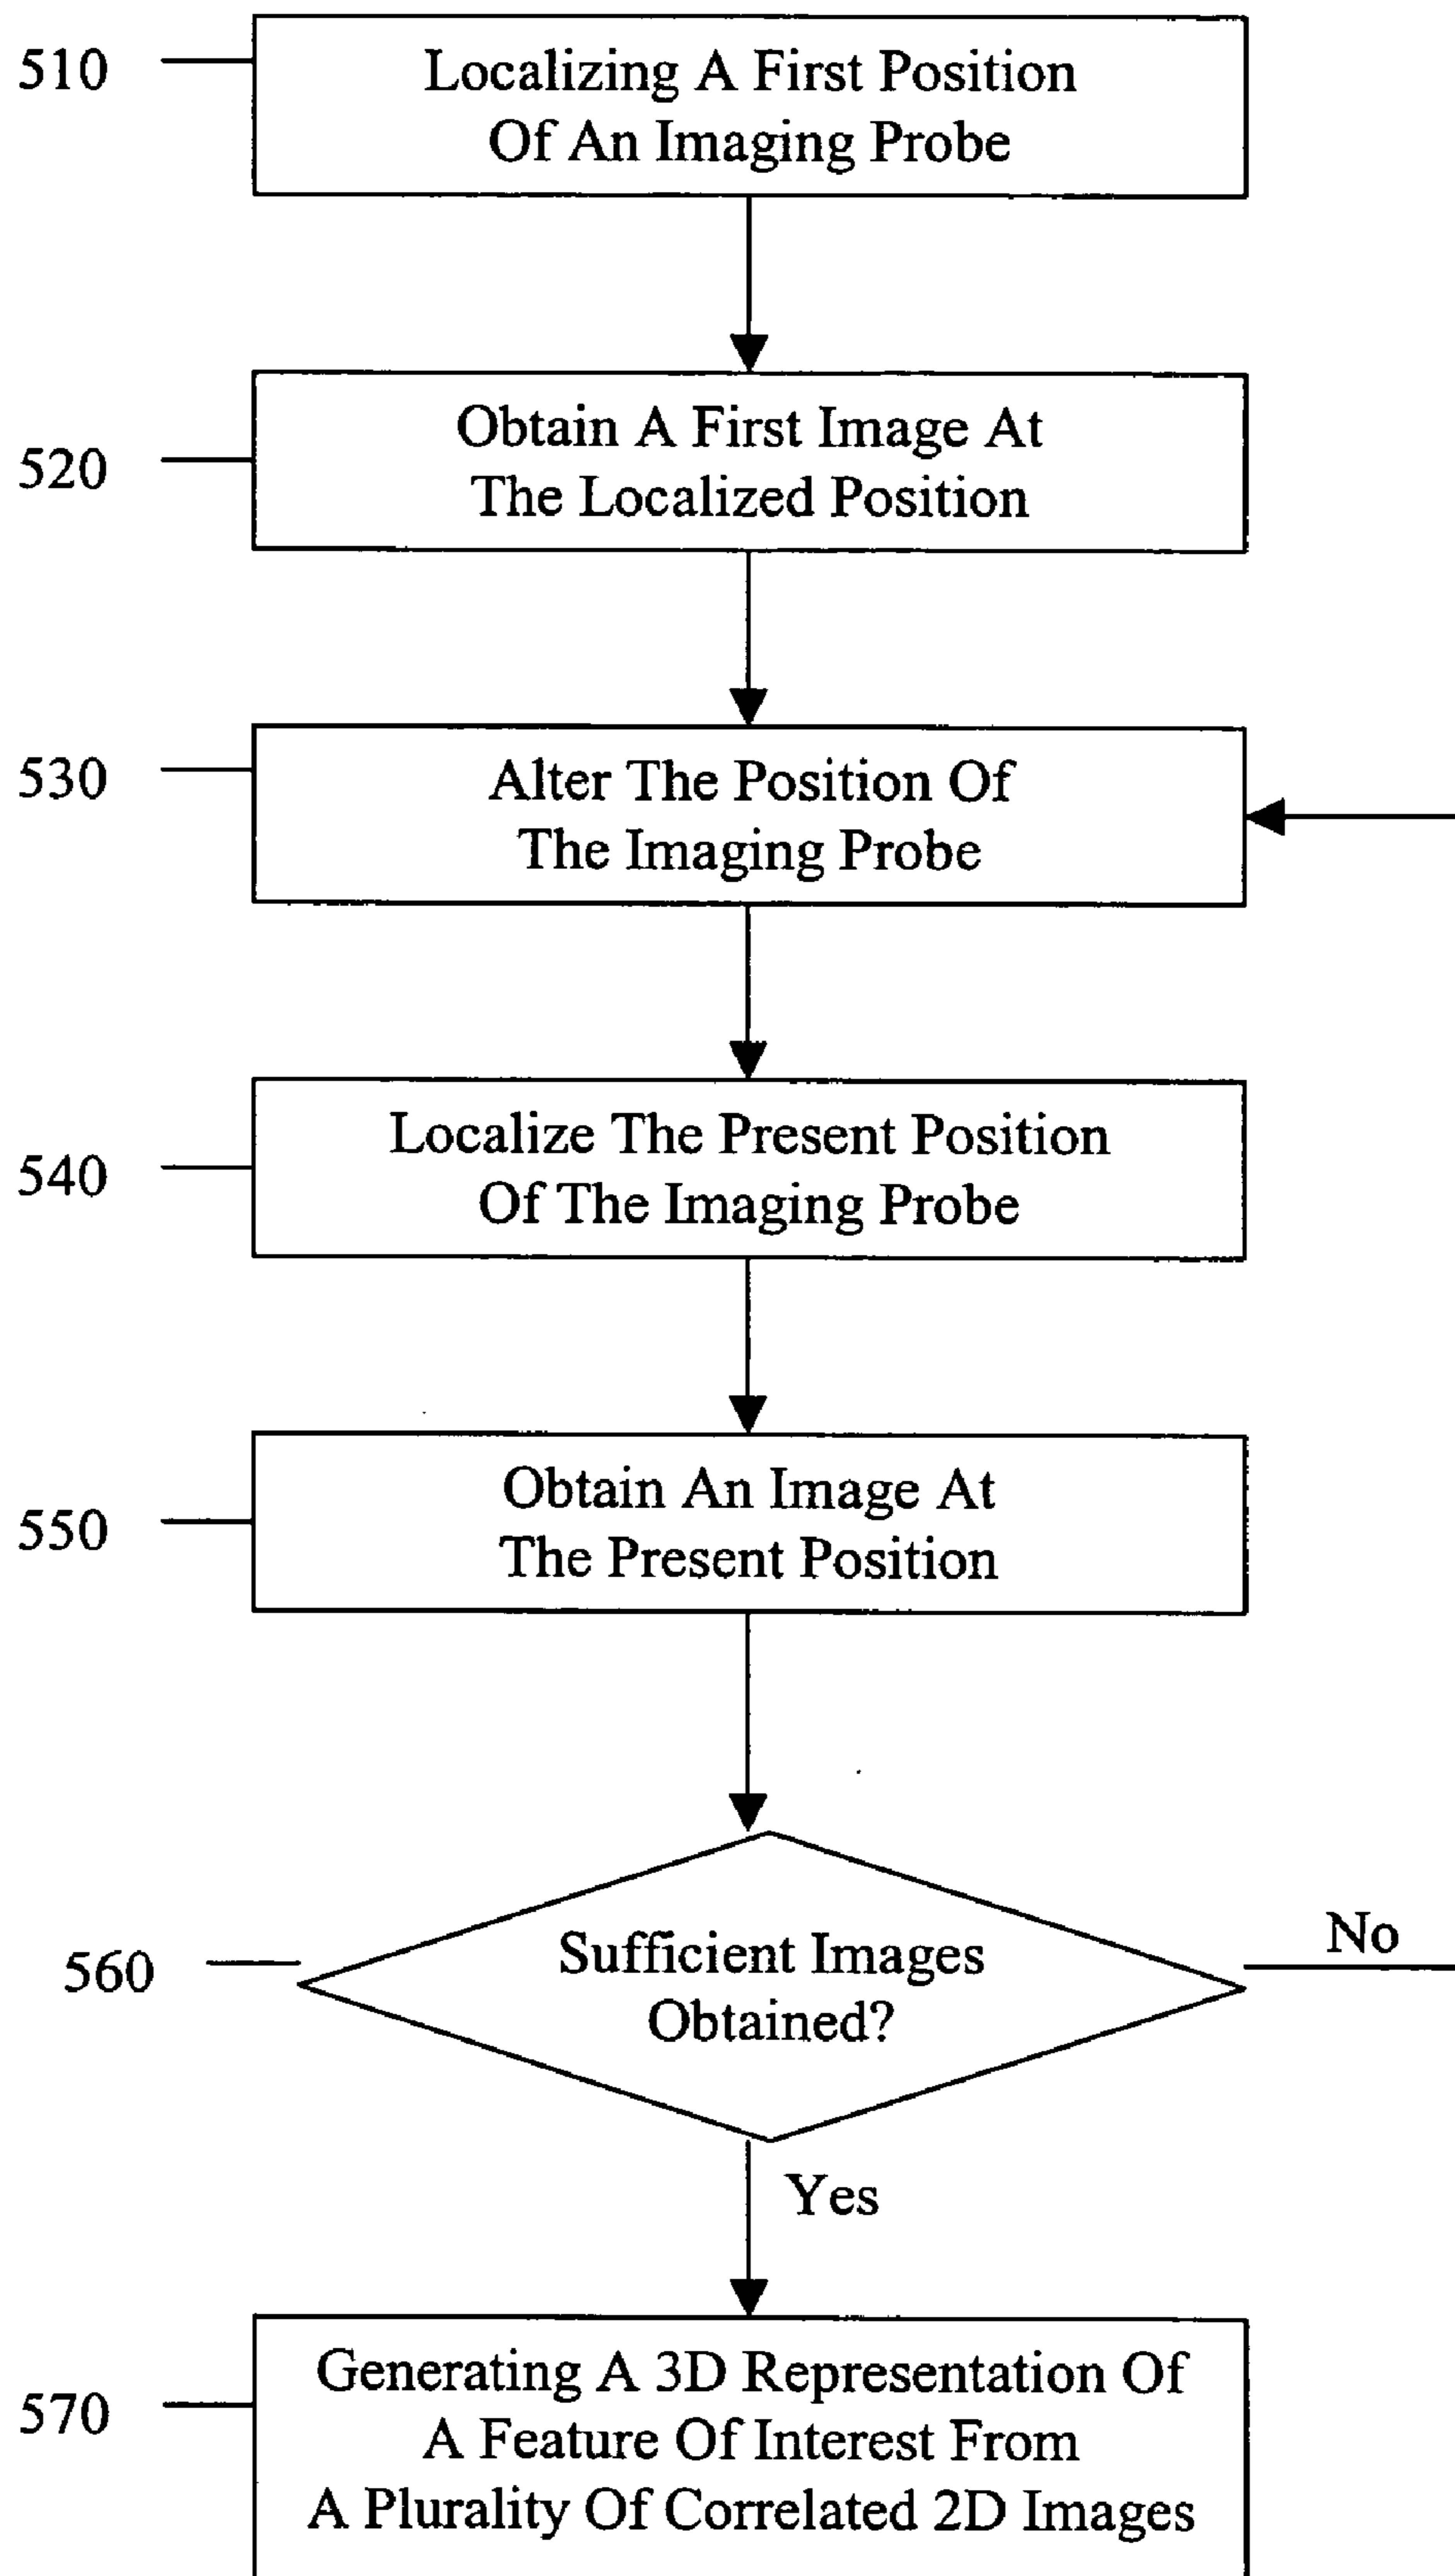 510
Localizing A First Position
Of An Imaging Probe
520
Obtain A First Image At
The Localized Position
530
Alter The Position Of
The Imaging Probe
540
Localize The Present Position
Of The Imaging Probe
550
Obtain An Image At
The Present Position
560
Sufficient Images
Obtained?
No
Yes
570
Generating A 3D Representation Of
A Feature Of Interest From
A Plurality Of Correlated 2D Images